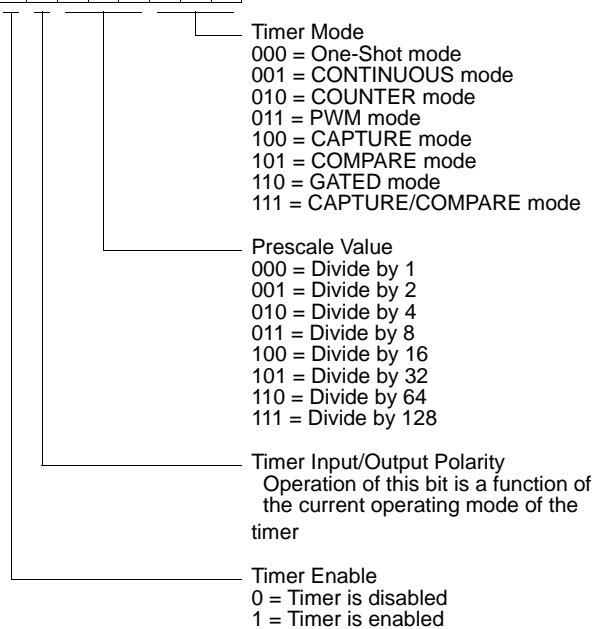 Timer Mode
000 = One-Shot mode
001 = CONTINUOUS mode
010 = COUNTER mode
011 = PWM mode
100 = CAPTURE mode
101 = COMPARE mode
110 = GATED mode
111 = CAPTURE/COMPARE mode
Prescale Value
000 = Divide by 1
001 = Divide by 2
010 = Divide by 4
011 = Divide by 8
100 = Divide by 16
101 = Divide by 32
110 = Divide by 64
111 = Divide by 128
Timer Input/Output Polarity
Operation of this bit is a function of
the current operating mode of the
timer
Timer Enable
0 = Timer is disabled
1 = Timer is enabled